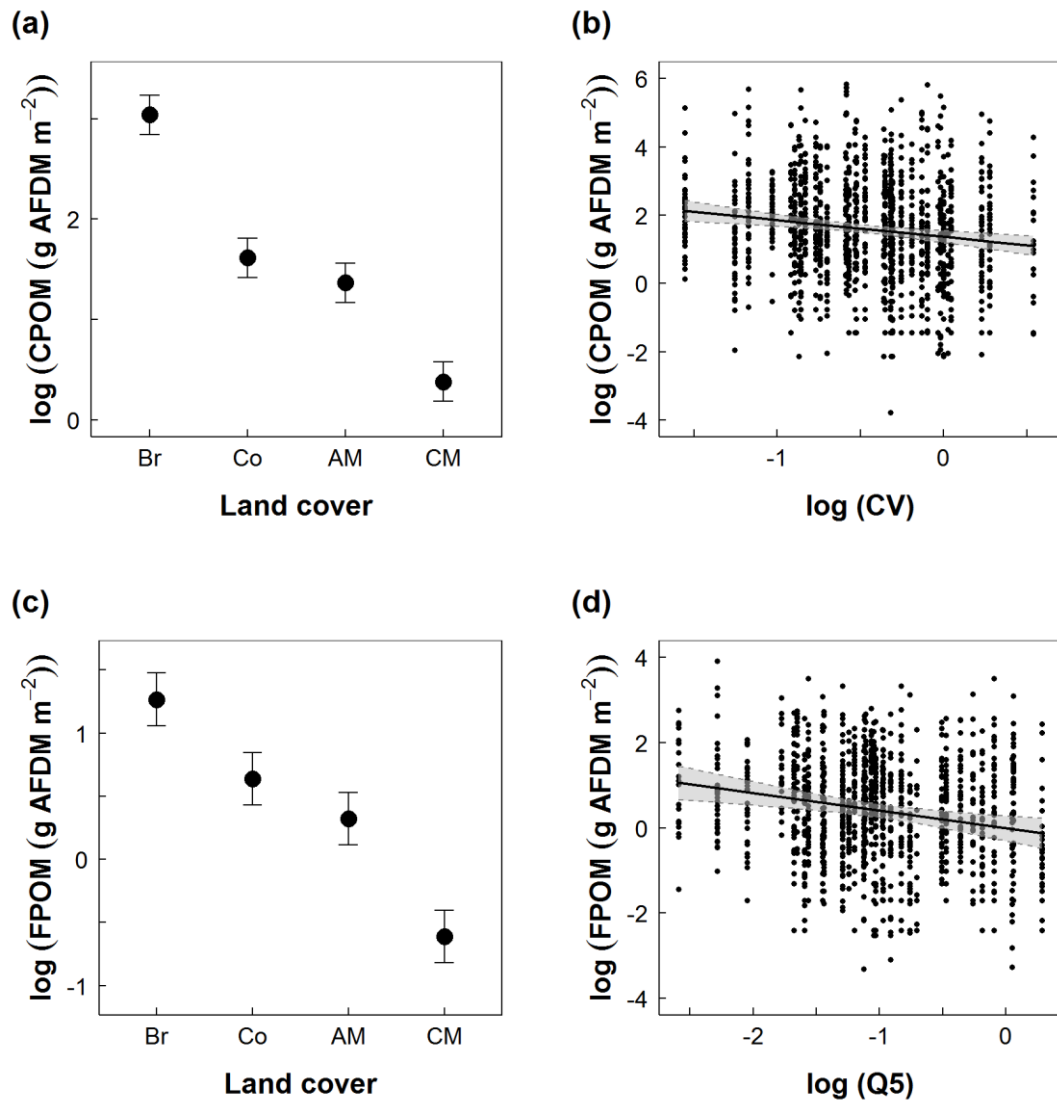 (a)
log (CPOM (g AFDM m⁻²))
2
0
Br Co AM CM
Land cover
(b)
log (CPOM (g AFDM m⁻²))
6
4
2
0
2
-4
-1 0
log (CV)
(c)
log (FPOM (g AFDM m⁻²))
1
0
-1
Br Co AM CM
Land cover
(d)
log (FPOM (g AFDM m⁻²))
4
2
0
2
-4
-2 -1 0
log (Q5)